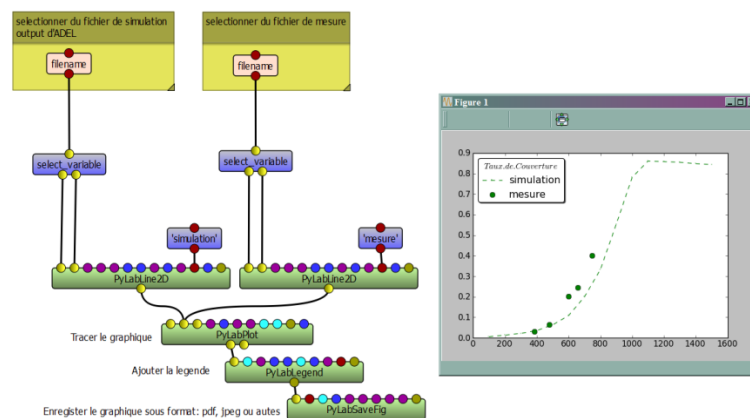 selectionner du fichier de simulation
output d'ADEL
filename
select_variable
'simulation'
PyLabLine2D
selectionner du fichier de mesure
filename
select_variable
'mesure'
PyLabLine2D
Tracer le graphique
PyLabPlot
Ajouter la legende
PyLabLegend
Enregister le graphique sous format: pdf, jpeg ou autes
PyLabSaveFig
Figure 1
Taux.de.Couverture
simulation
mesure
0.9
0.8
0.7
0.6
0.5
0.4
0.3
0.2
0.1
0.0
0 200 400 600 800 1000 1200 1400 1600